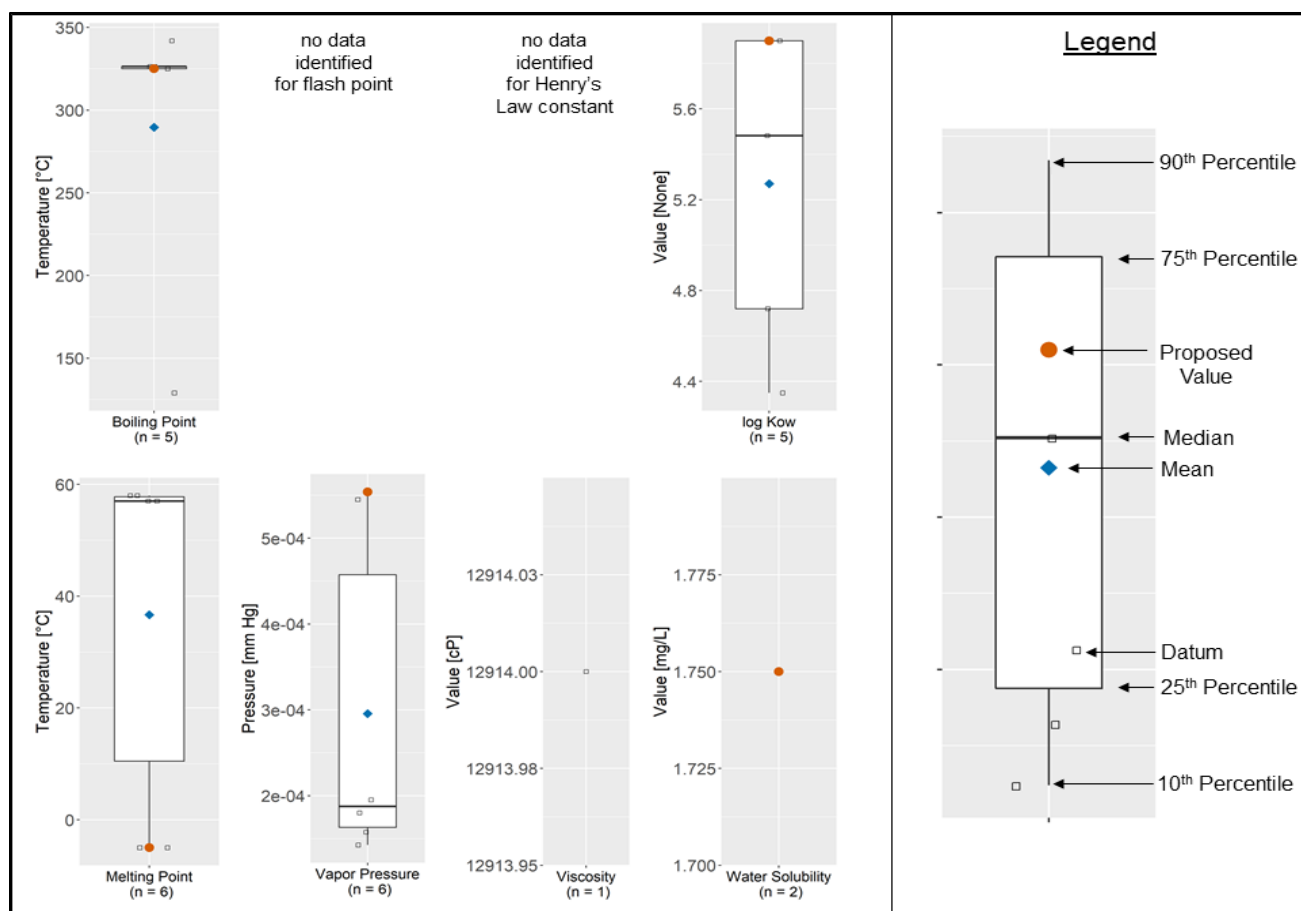 350
300
250
200
150
Temperature [°C]
Boiling Point
(n = 5)
no data
identified
for flash point
no data
identified
for Henry's
Law constant
5.6
5.2
4.8
4.4
Value [None]
log Kow
(n = 5)
60
40
20
0
Temperature [°C]
Melting Point
(n = 6)
5e-04
4e-04
3e-04
2e-04
Pressure [mm Hg]
Vapor Pressure
(n = 6)
12914.03
12914.00
12913.98
12913.95
Value [cP]
Viscosity
(n = 1)
1.775
1.750
1.725
1.700
Value [mg/L]
Water Solubility
(n = 2)
Legend
90th Percentile
75th Percentile
Proposed
Value
Median
Mean
Datum
25th Percentile
10th Percentile